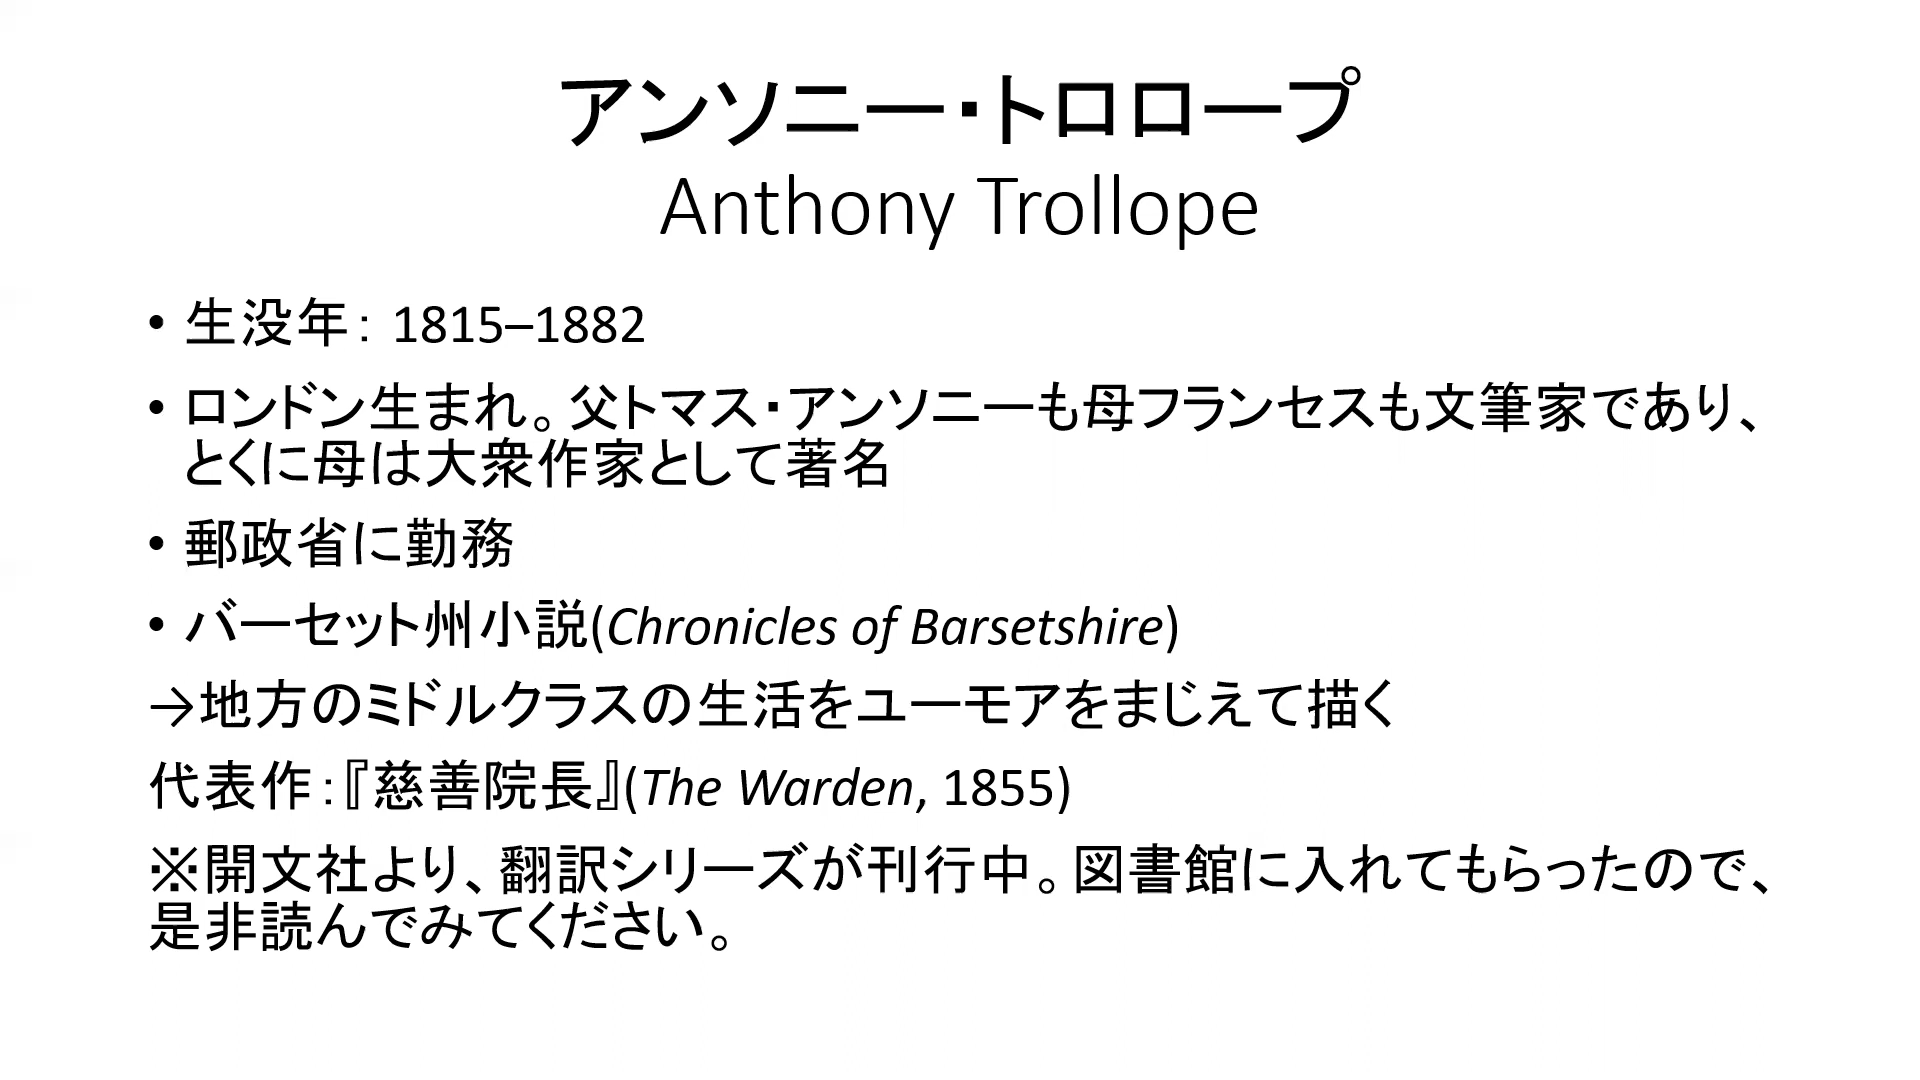 アンソニー・トロロープ
Anthony Trollope
• 生没年： 1815–1882
• ロンドン生まれ。父トマス・アンソニーも母フランセスも文筆家であり、
とくに母は大衆作家として著名
• 郵政省に勤務
• バーセット州小説(Chronicles of Barsetshire)
→地方のミドルクラスの生活をユーモアをまじえて描く
代表作：『慈善院長』(The Warden, 1855)
※開文社より、翻訳シリーズが刊行中。図書館に入れてもらったので、
是非読んでみてください。